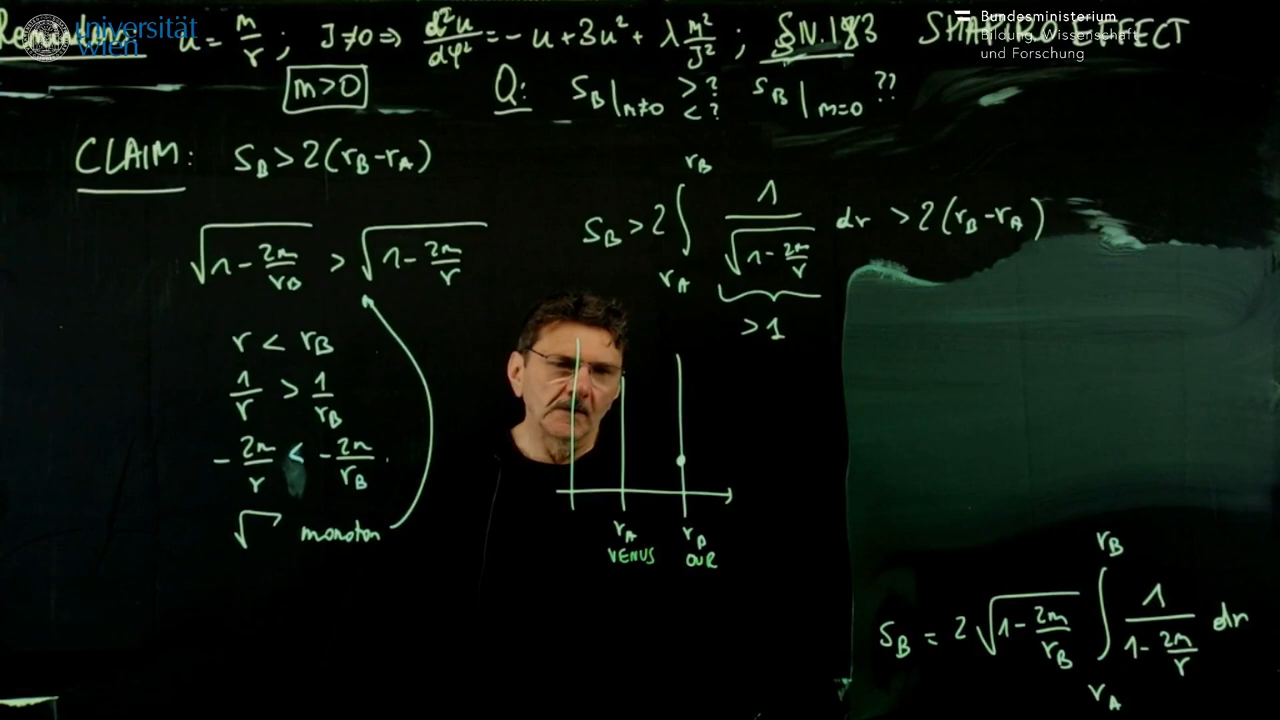 universität
wien
Bundesministerium
Bildung, Wissenschaft
und Forschung
u = m/r ; J≠0 ⇒ d²u/dφ² = -u + 3u² + λ m²/J² ; §N.183 SHAPIRO EFFECT
m>0 Q: s_B|_{m≠0} >? <? s_B|_{m=0} ??
CLAIM: s_B > 2(r_B - r_A)
√(1 - 2m/r_B) > √(1 - 2m/r)
s_B > 2 ∫_{r_A}^{r_B} 1/√(1 - 2m/r) dr > 2(r_B - r_A)
>1
r < r_B
1/r > 1/r_B
- 2m/r < - 2m/r_B .
√ monoton
r_A r_B
VENUS OUR
s_B = 2 √(1 - 2m/r_B) ∫_{r_A}^{r_B} 1/(1 - 2m/r) dr